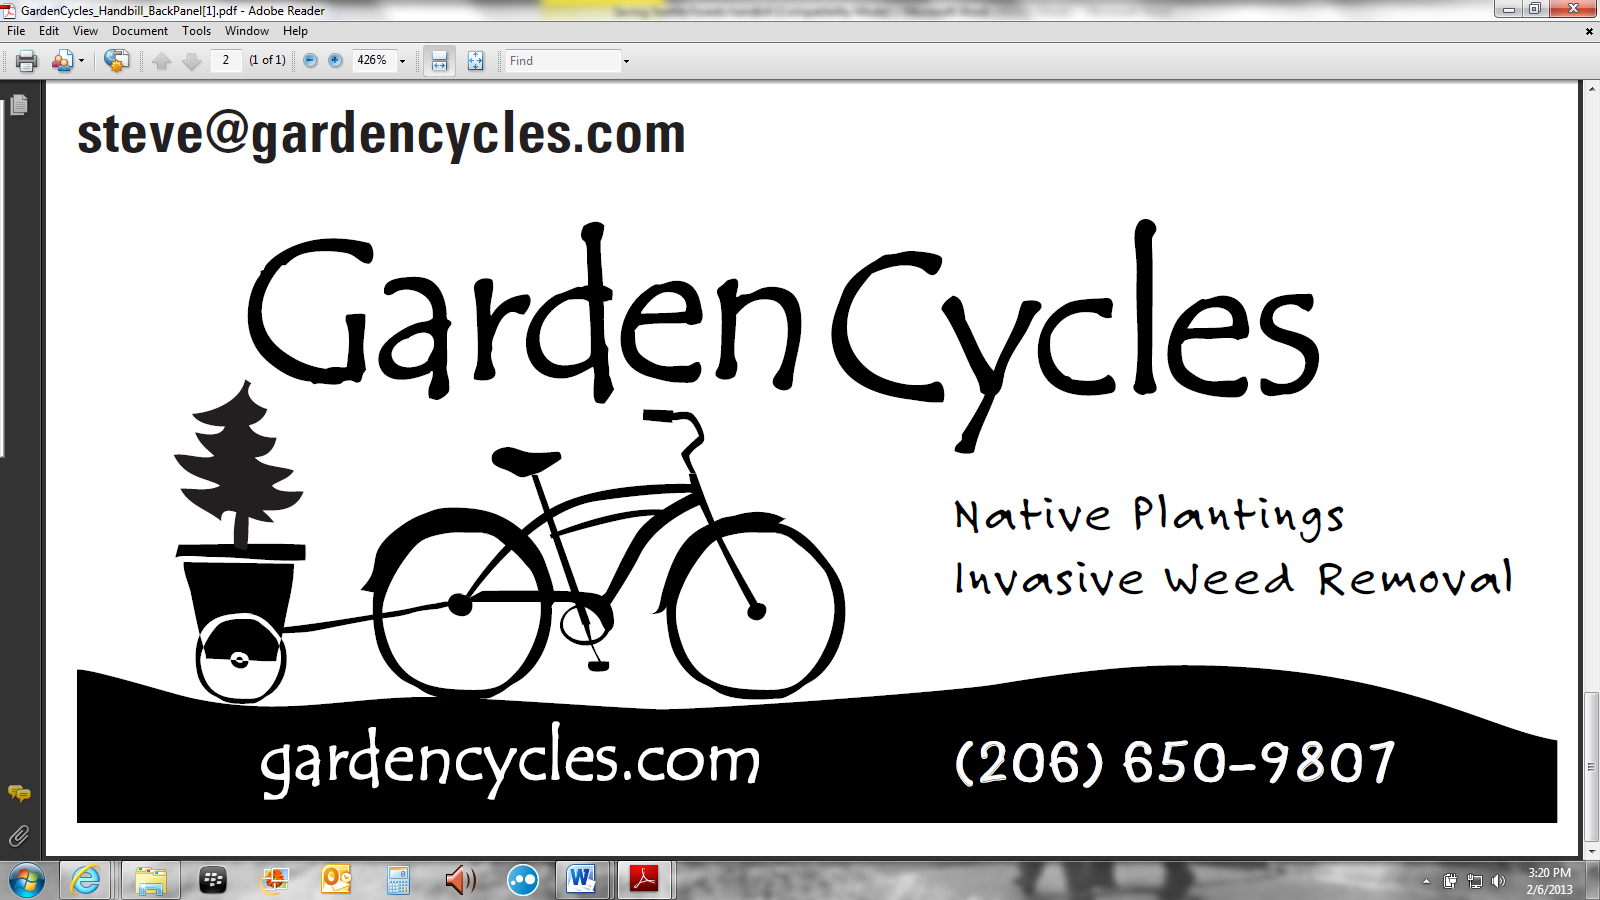 GardenCycles_Handbill_BackPanel[1].pdf - Adobe Reader
File Edit View Document Tools Window Help
2 (1 of 1) 426% Find
steve@gardencycles.com
Garden Cycles
Native Plantings
Invasive Weed Removal
gardencycles.com
(206) 650-9807
3:20 PM
2/6/2013